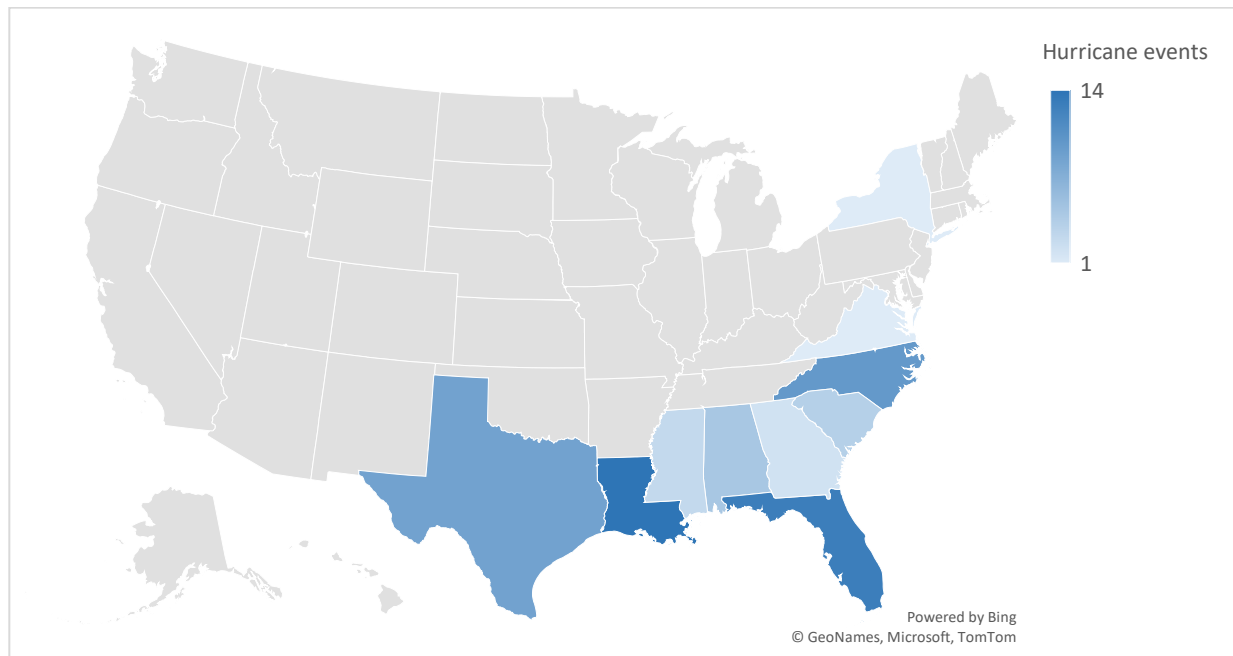 Hurricane events
14
1
Powered by Bing
© GeoNames, Microsoft, TomTom